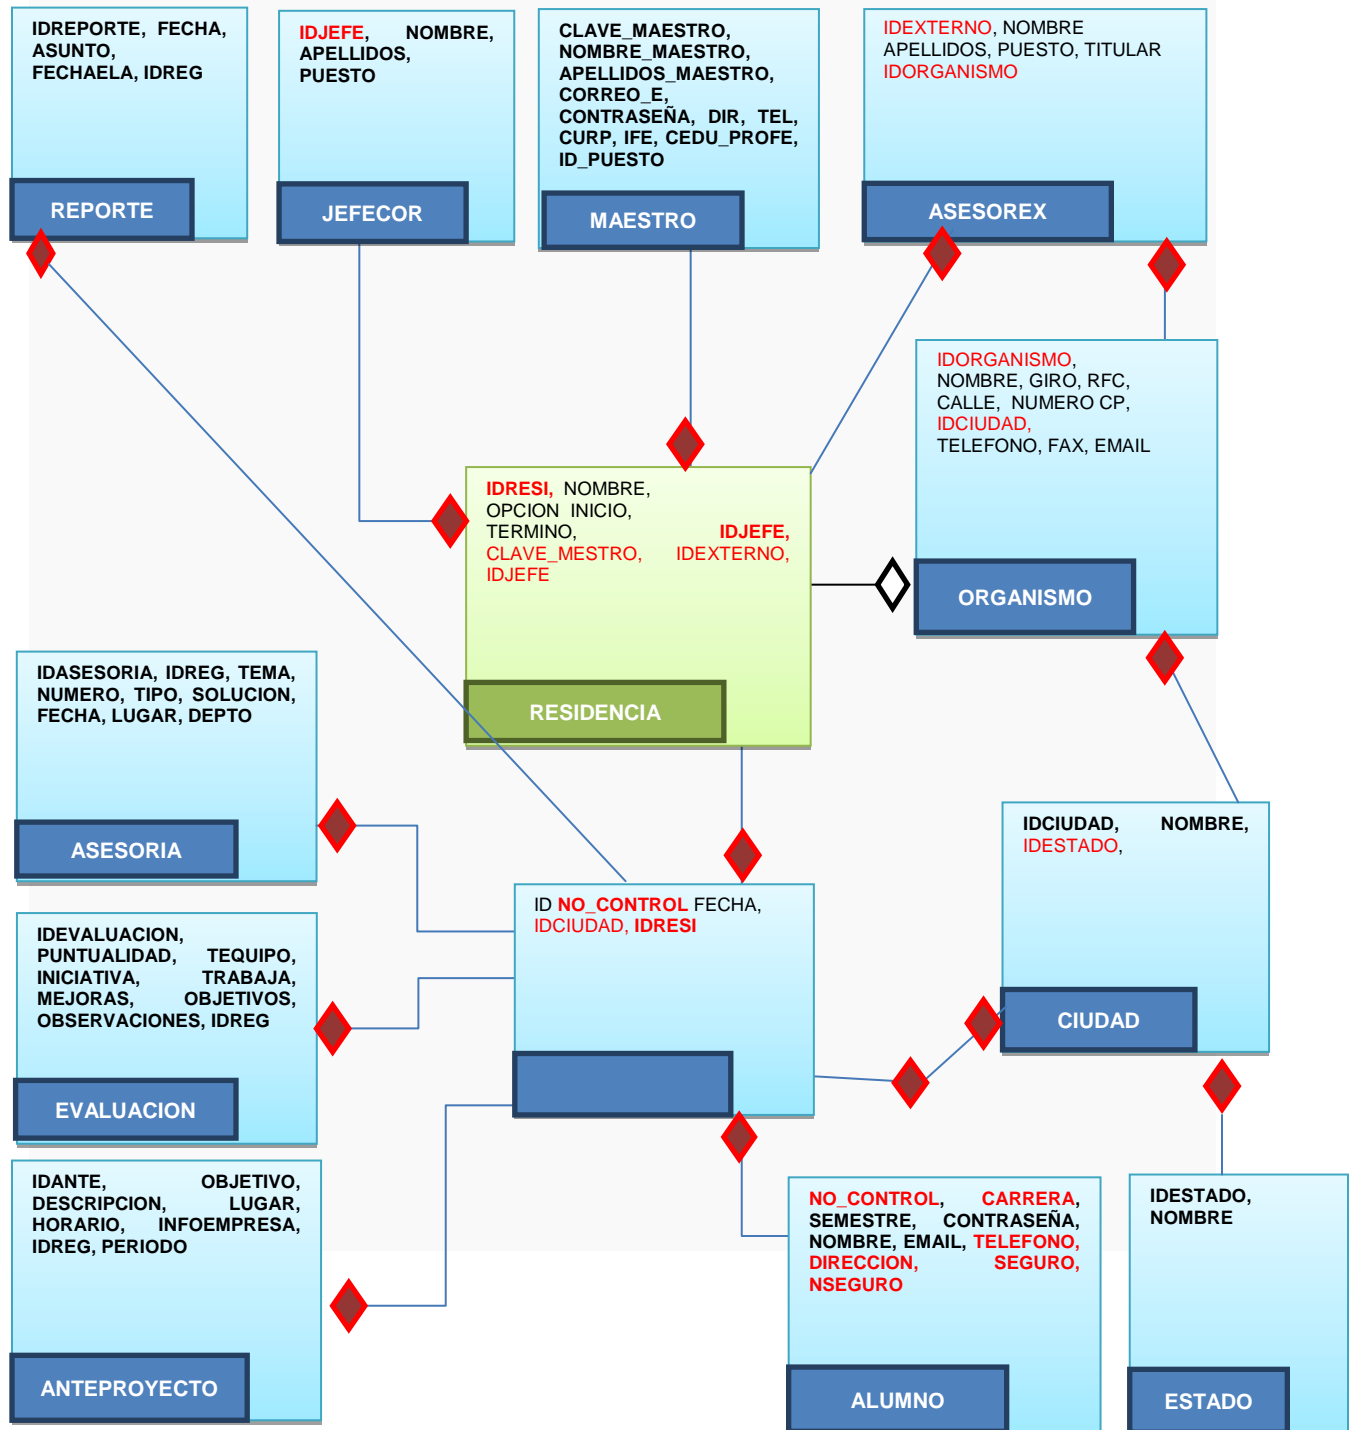 IDREPORTE, FECHA,
ASUNTO,
FECHAELA, IDREG
REPORTE
IDJEFE, NOMBRE,
APELLIDOS,
PUESTO
JEFECOR
CLAVE_MAESTRO,
NOMBRE_MAESTRO,
APELLIDOS_MAESTRO,
CORREO_E,
CONTRASEÑA, DIR, TEL,
CURP, IFE, CEDU_PROFE,
ID_PUESTO
MAESTRO
IDEXTERNO, NOMBRE
APELLIDOS, PUESTO, TITULAR
IDORGANISMO
ASESOREX
IDORGANISMO,
NOMBRE, GIRO, RFC,
CALLE, NUMERO CP,
IDCIUDAD,
TELEFONO, FAX, EMAIL
ORGANISMO
IDRESI, NOMBRE,
OPCION INICIO,
TERMINO, IDJEFE,
CLAVE_MESTRO, IDEXTERNO,
IDJEFE
RESIDENCIA
IDASESORIA, IDREG, TEMA,
NUMERO, TIPO, SOLUCION,
FECHA, LUGAR, DEPTO
ASESORIA
IDCIUDAD, NOMBRE,
IDESTADO,
CIUDAD
ID NO_CONTROL FECHA,
IDCIUDAD, IDRESI
IDEVALUACION,
PUNTUALIDAD, TEQUIPO,
INICIATIVA, TRABAJA,
MEJORAS, OBJETIVOS,
OBSERVACIONES, IDREG
EVALUACION
IDANTE, OBJETIVO,
DESCRIPCION, LUGAR,
HORARIO, INFOEMPRESA,
IDREG, PERIODO
ANTEPROYECTO
NO_CONTROL, CARRERA,
SEMESTRE, CONTRASEÑA,
NOMBRE, EMAIL, TELEFONO,
DIRECCION, SEGURO,
NSEGURO
ALUMNO
IDESTADO,
NOMBRE
ESTADO